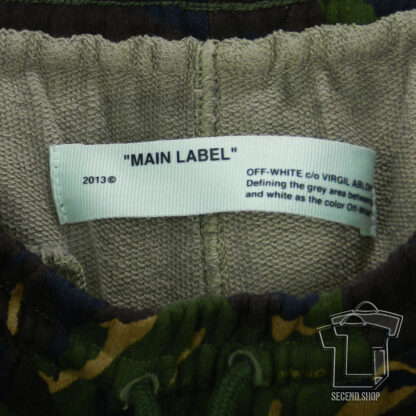 "MAIN LABEL"
2013©
OFF-WHITE c/o VIRGIL ABLOH
Defining the grey area between
and white as the color Off-White
SECEND.SHOP